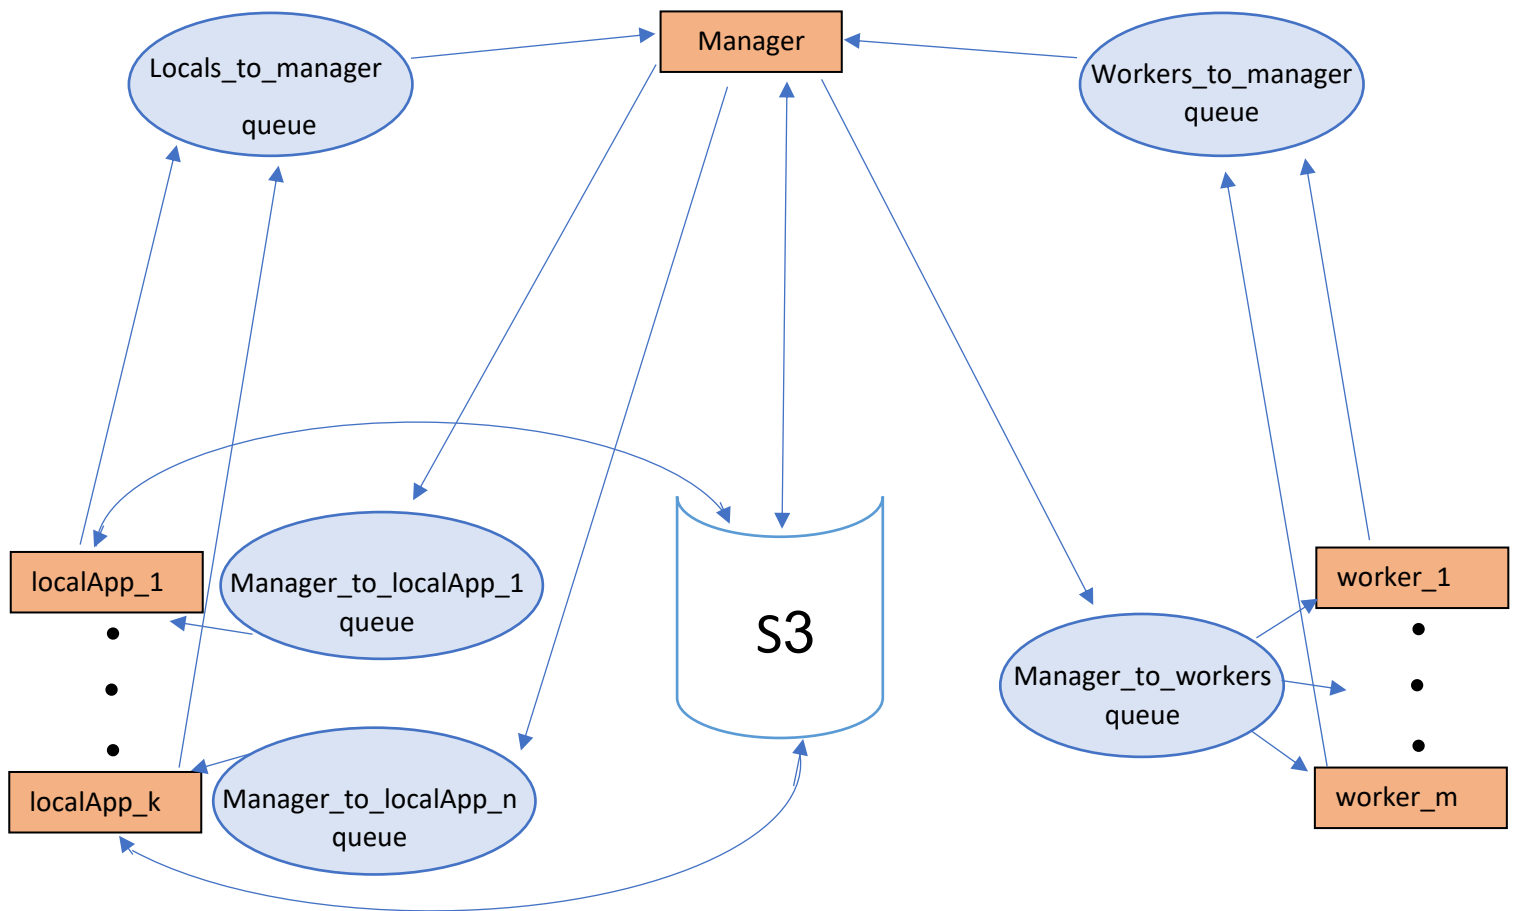 Manager
Locals_to_manager
queue
Workers_to_manager
queue
localApp_1
Manager_to_localApp_1
queue
S3
worker_1
Manager_to_workers
queue
localApp_k
Manager_to_localApp_n
queue
worker_m